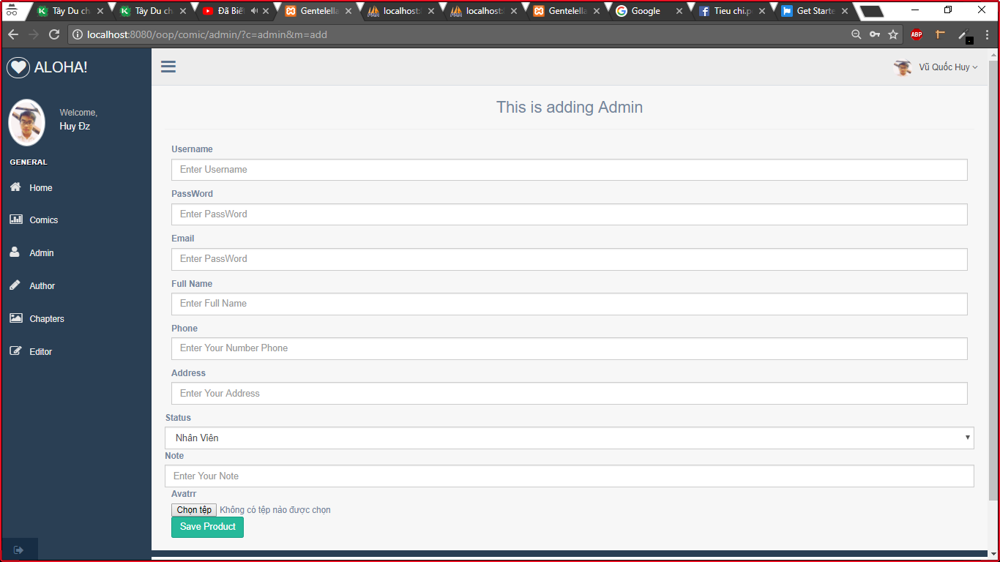 Tây Du ch
Tây Du ch
Đã Biế
Gentelella
localhost:
localhost:
Gentelella
Google
Tieu chi.p
Get Starte
localhost:8080/oop/comic/admin/?c=admin&m=add
ABP
ALOHA!
Vũ Quốc Huy
Welcome,
Huy Đz
GENERAL
Home
Comics
Admin
Author
Chapters
Editor
This is adding Admin
Username
Enter Username
PassWord
Enter PassWord
Email
Enter PassWord
Full Name
Enter Full Name
Phone
Enter Your Number Phone
Address
Enter Your Address
Status
Nhân Viên
Note
Enter Your Note
Avatrr
Chọn tệp Không có tệp nào được chọn
Save Product